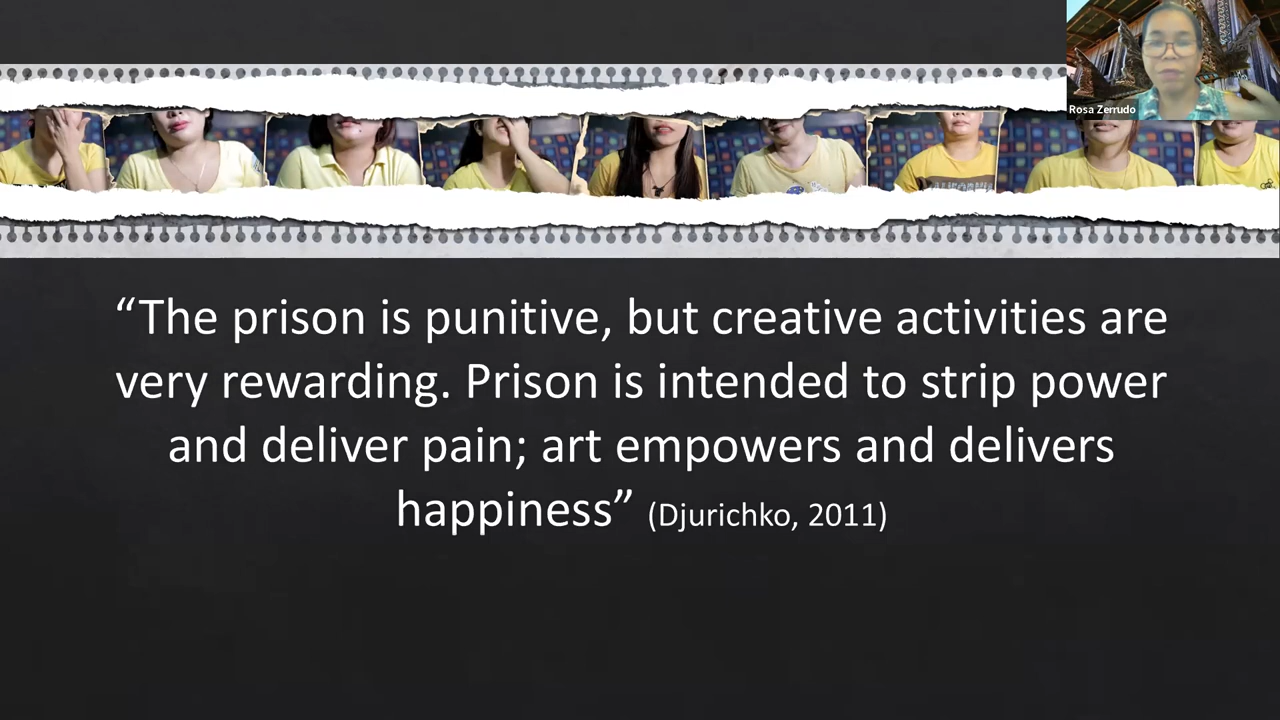 Rosa Zerrudo
“The prison is punitive, but creative activities are
very rewarding. Prison is intended to strip power
and deliver pain; art empowers and delivers
happiness” (Djurichko, 2011)